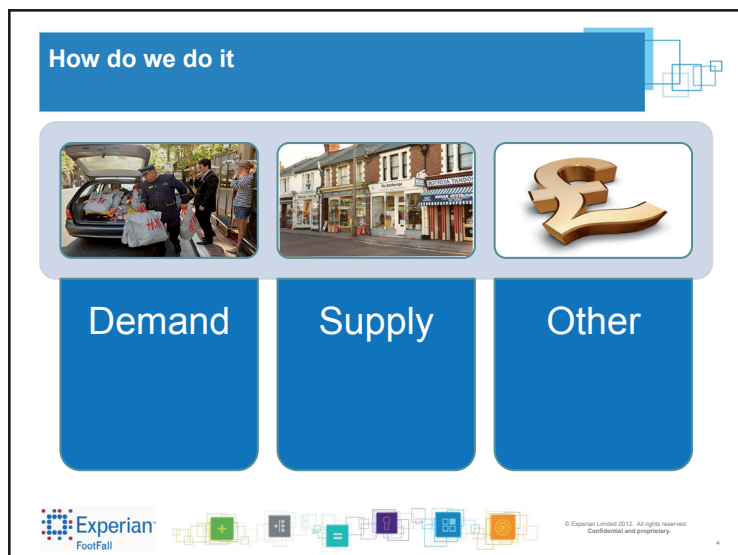 How do we do it
H&M
Demand
Supply
Other
Experian
FootFall
© Experian Limited 2012. All rights reserved.
Confidential and proprietary.
4